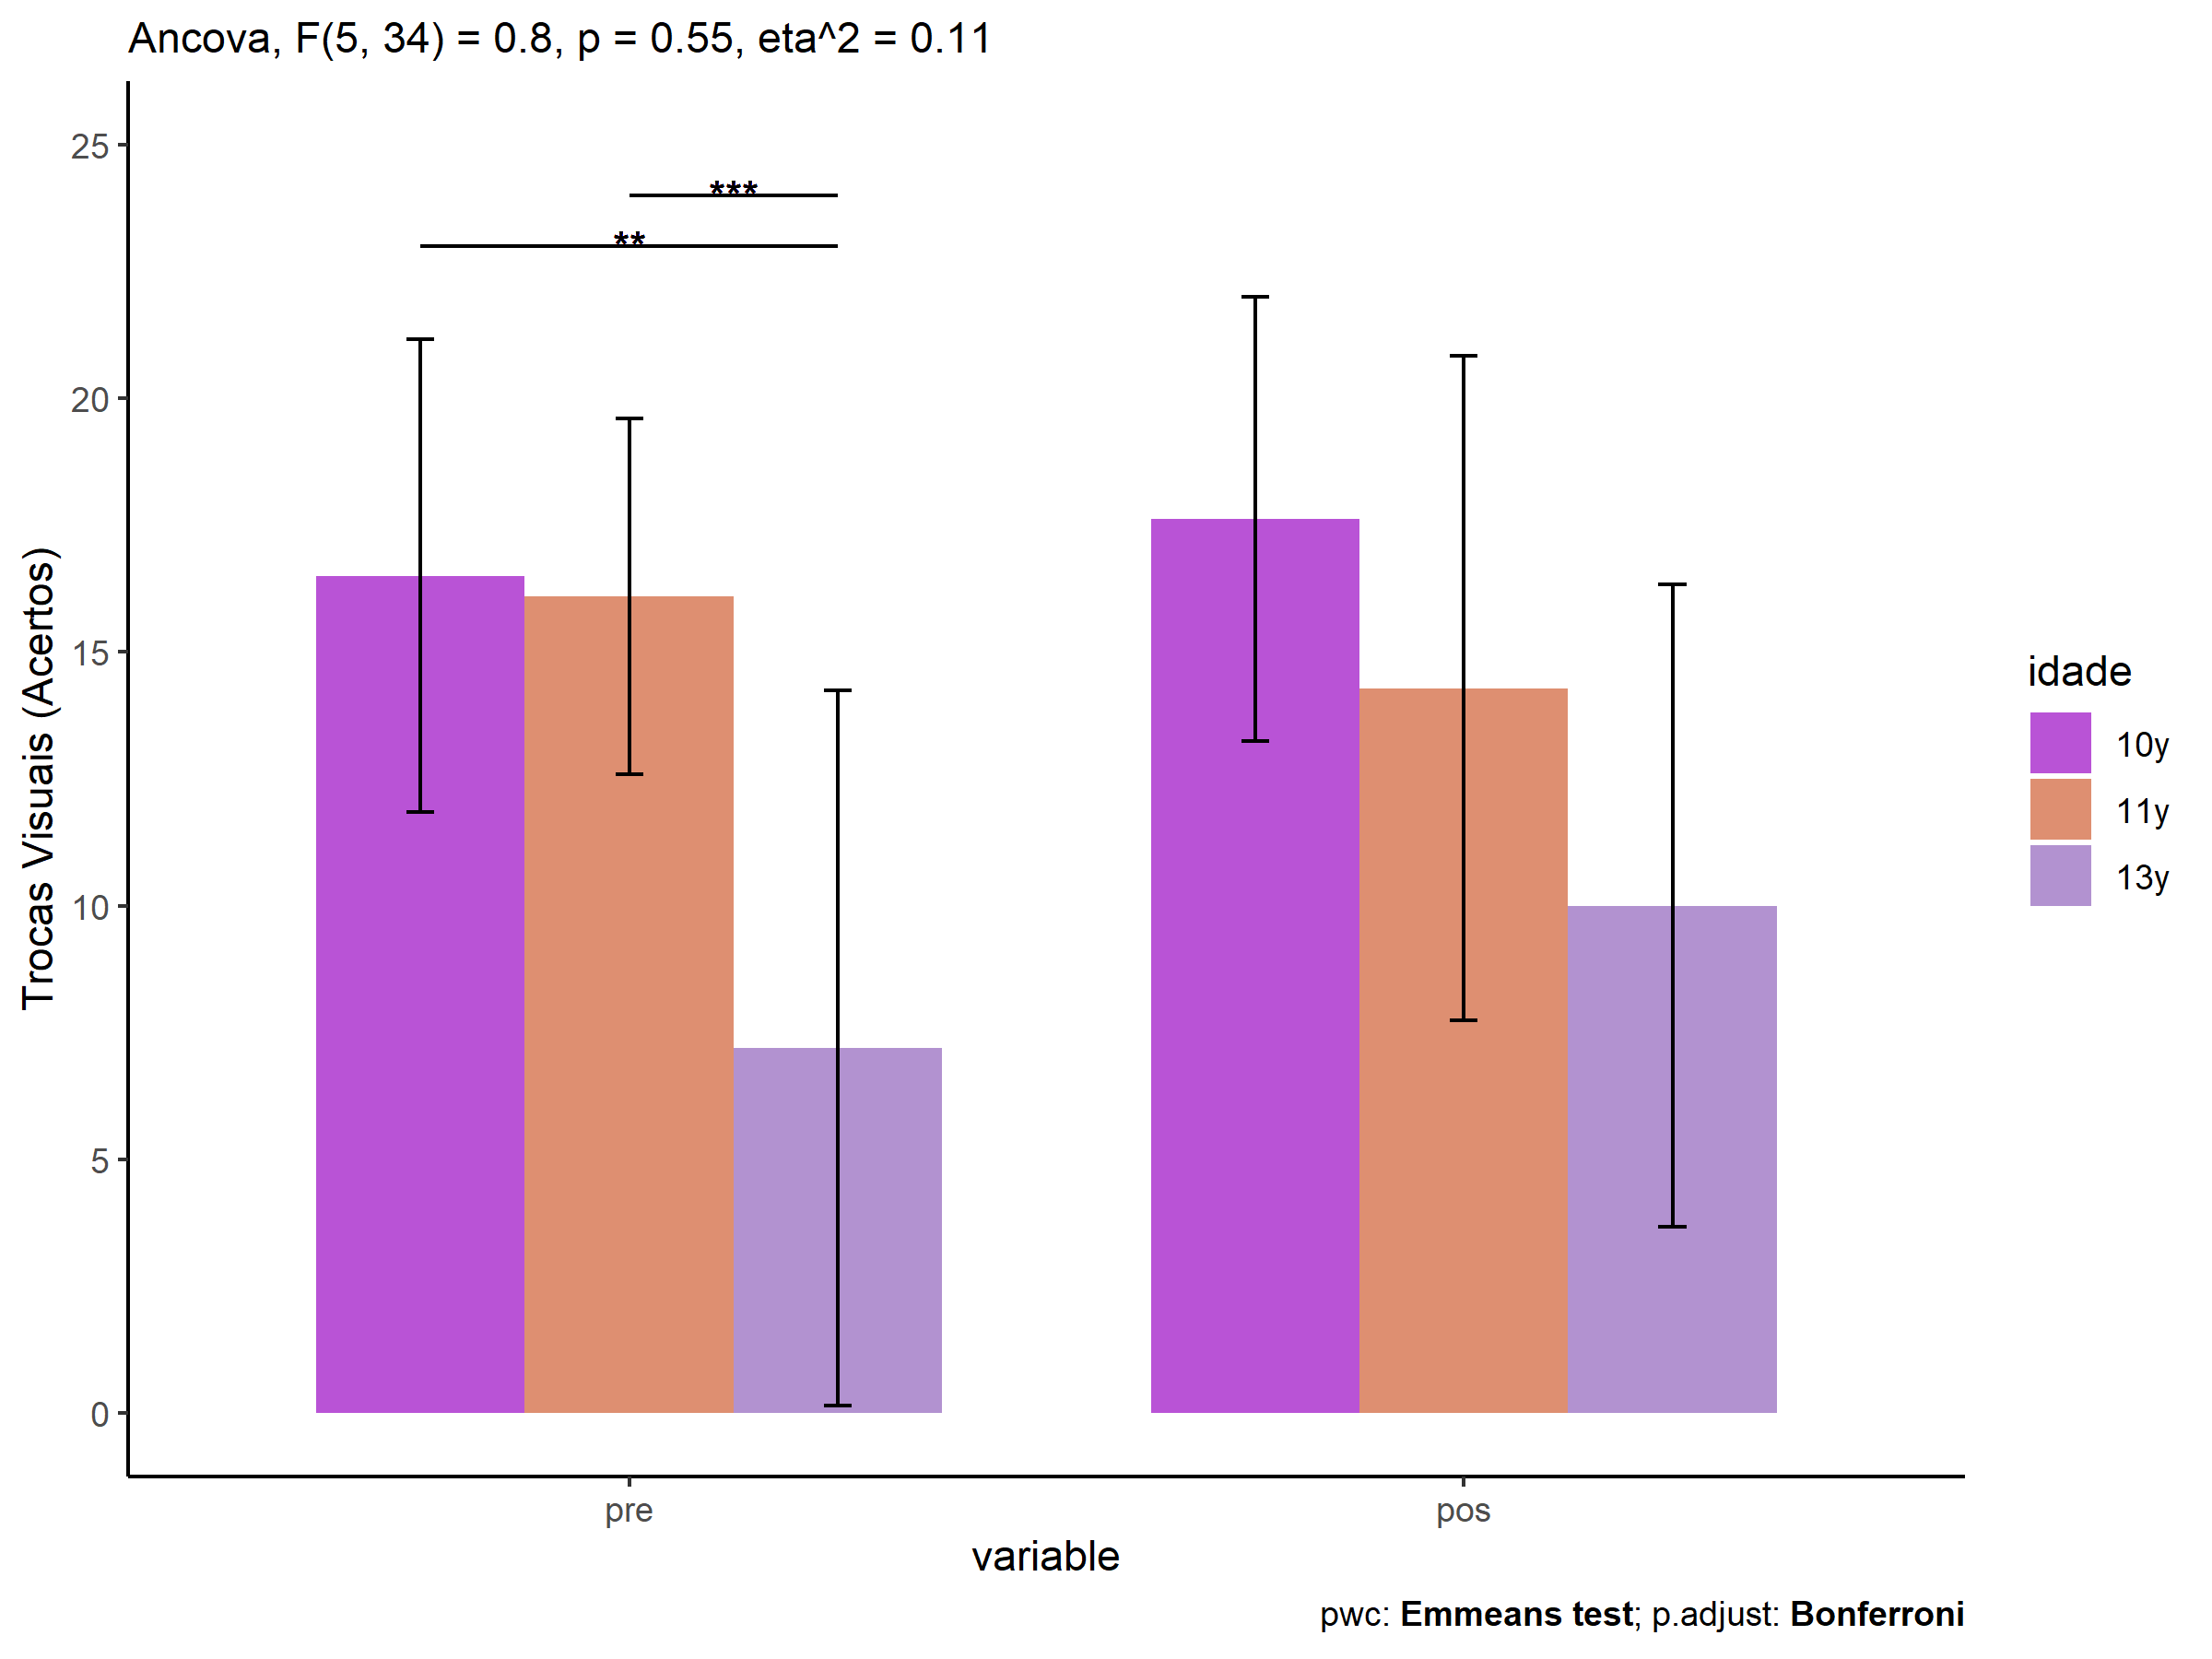 Ancova, F(5, 34) = 0.8, p = 0.55, eta^2 = 0.11
25
20
15
10
5
0
Trocas Visuais (Acertos)
***
**
pre
pos
variable
idade
10y
11y
13y
pwc: Emmeans test; p.adjust: Bonferroni